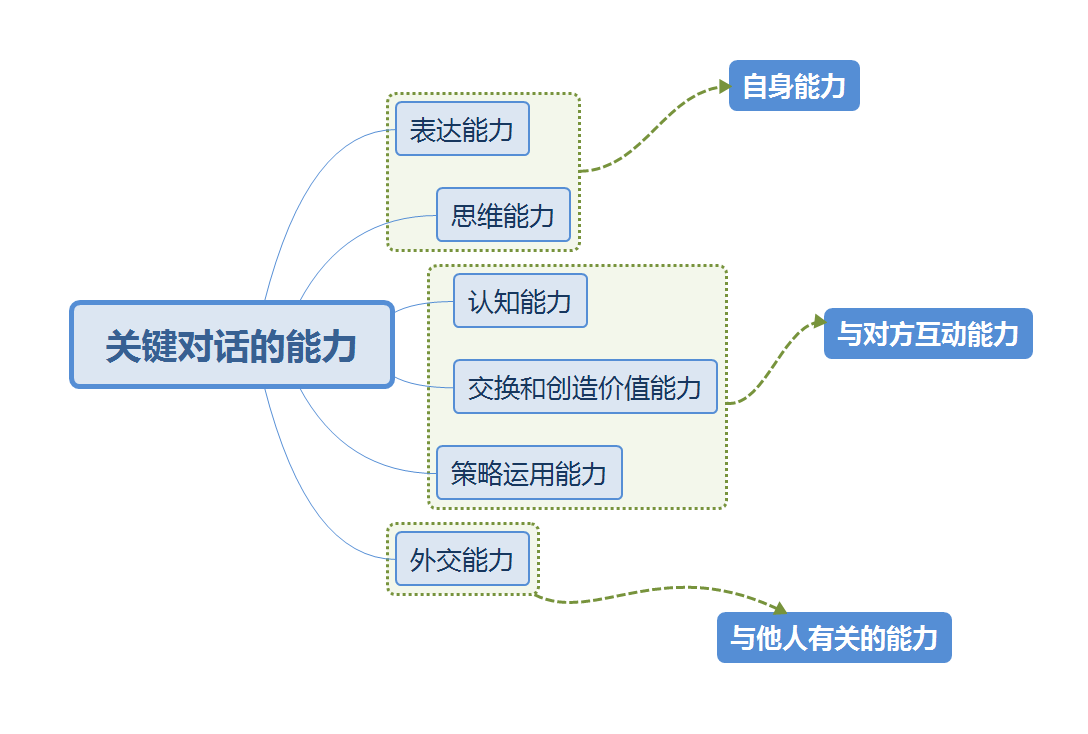 自身能力
表达能力
思维能力
认知能力
与对方互动能力
关键对话的能力
交换和创造价值能力
策略运用能力
外交能力
与他人有关的能力